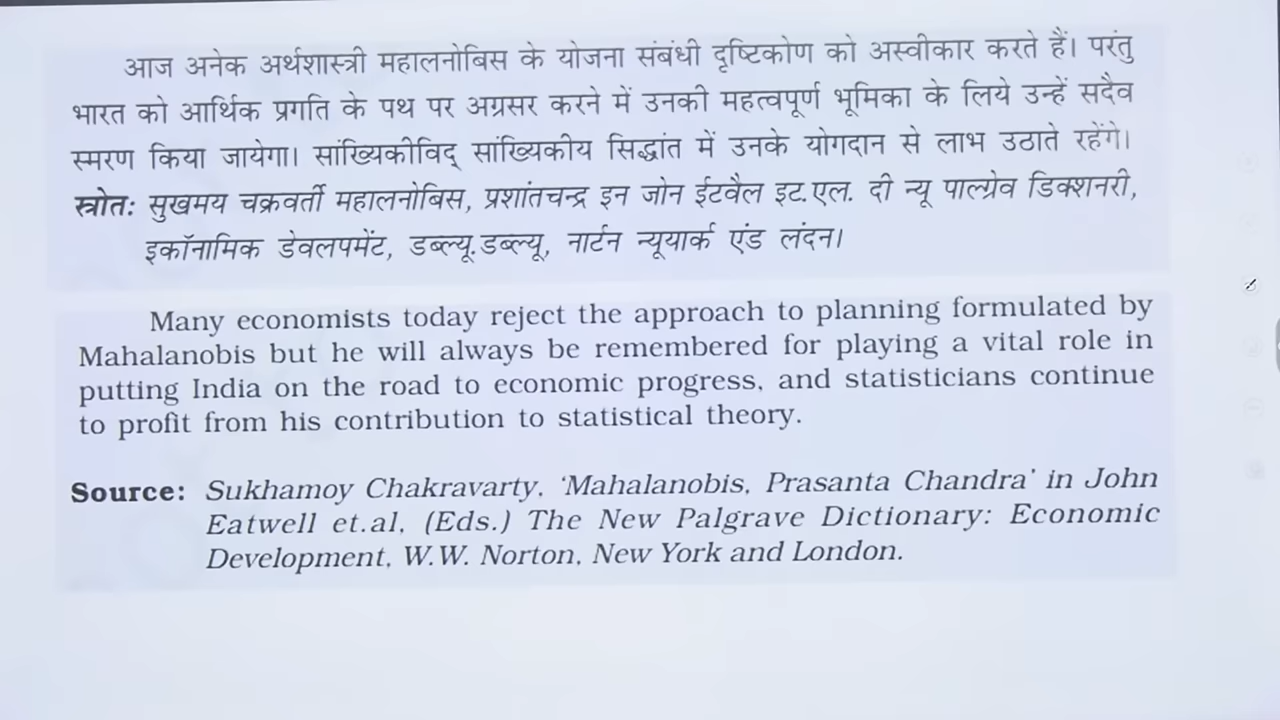 आज अनेक अर्थशास्त्री महालनोबिस के योजना संबंधी दृष्टिकोण को अस्वीकार करते हैं। परंतु
भारत को आर्थिक प्रगति के पथ पर अग्रसर करने में उनकी महत्वपूर्ण भूमिका के लिये उन्हें सदैव
स्मरण किया जायेगा। सांख्यिकीविद् सांख्यिकीय सिद्धांत में उनके योगदान से लाभ उठाते रहेंगे।
स्त्रोतः सुखमय चक्रवर्ती महालनोबिस, प्रशांतचन्द्र इन जोन ईटवैल इट.एल. दी न्यू पाल्ग्रेव डिक्शनरी,
इकॉनामिक डेवलपमेंट, डब्ल्यू.डब्ल्यू, नार्टन न्यूयार्क एंड लंदन।
Many economists today reject the approach to planning formulated by
Mahalanobis but he will always be remembered for playing a vital role in
putting India on the road to economic progress, and statisticians continue
to profit from his contribution to statistical theory.
Source: Sukhamoy Chakravarty, 'Mahalanobis, Prasanta Chandra' in John
Eatwell et.al, (Eds.) The New Palgrave Dictionary: Economic
Development, W.W. Norton, New York and London.